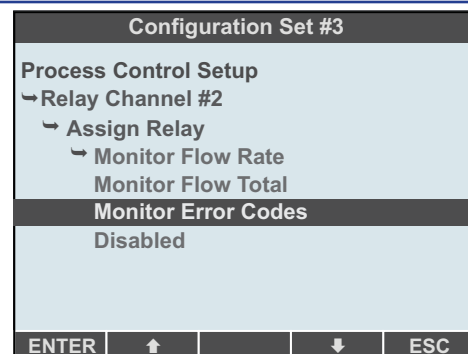 Configuration Set #3
Process Control Setup
➥Relay Channel #2
➥ Assign Relay
➥ Monitor Flow Rate
Monitor Flow Total
Monitor Error Codes
Disabled
ENTER ⬆ ⬇ ESC